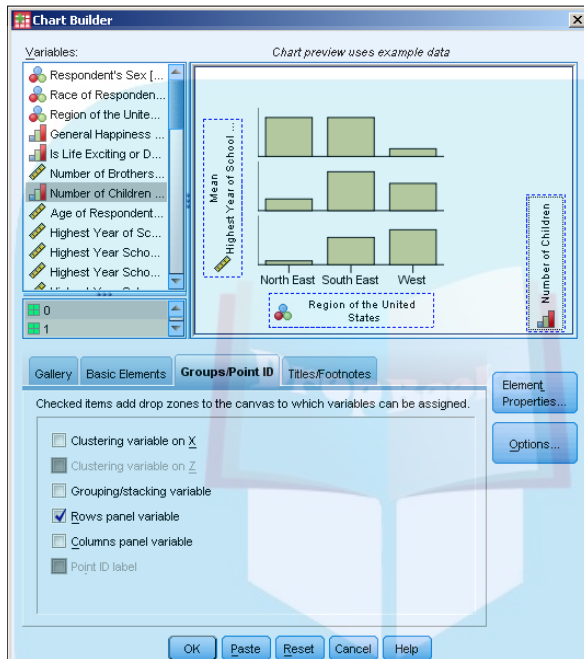 Chart Builder
Variables:
Chart preview uses example data
Respondent's Sex [...
Race of Responden...
Region of the Unite...
General Happiness ...
Is Life Exciting or D...
Number of Brothers...
Number of Children ...
Age of Respondent...
Highest Year of Sc...
Highest Year Scho...
Highest Year Scho...
0
1
Mean
Highest Year of School ...
North East South East West
Region of the United
States
Number of Children
Gallery Basic Elements Groups/Point ID Titles/Footnotes
Checked items add drop zones to the canvas to which variables can be assigned.
Clustering variable on X
Clustering variable on Z
Grouping/stacking variable
Rows panel variable
Columns panel variable
Point ID label
Element
Properties...
Options...
OK Paste Reset Cancel Help